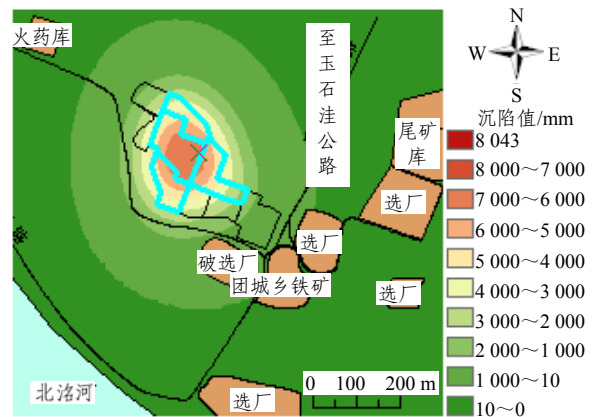 火药库
至玉石洼公路
尾矿库
选厂
选厂
破选厂
团城乡铁矿
选厂
北洺河
选厂
0 100 200 m
N
W E
S
沉陷值/mm
8 043
8 000～7 000
7 000～6 000
6 000～5 000
5 000～4 000
4 000～3 000
3 000～2 000
2 000～1 000
1 000～10
10～0